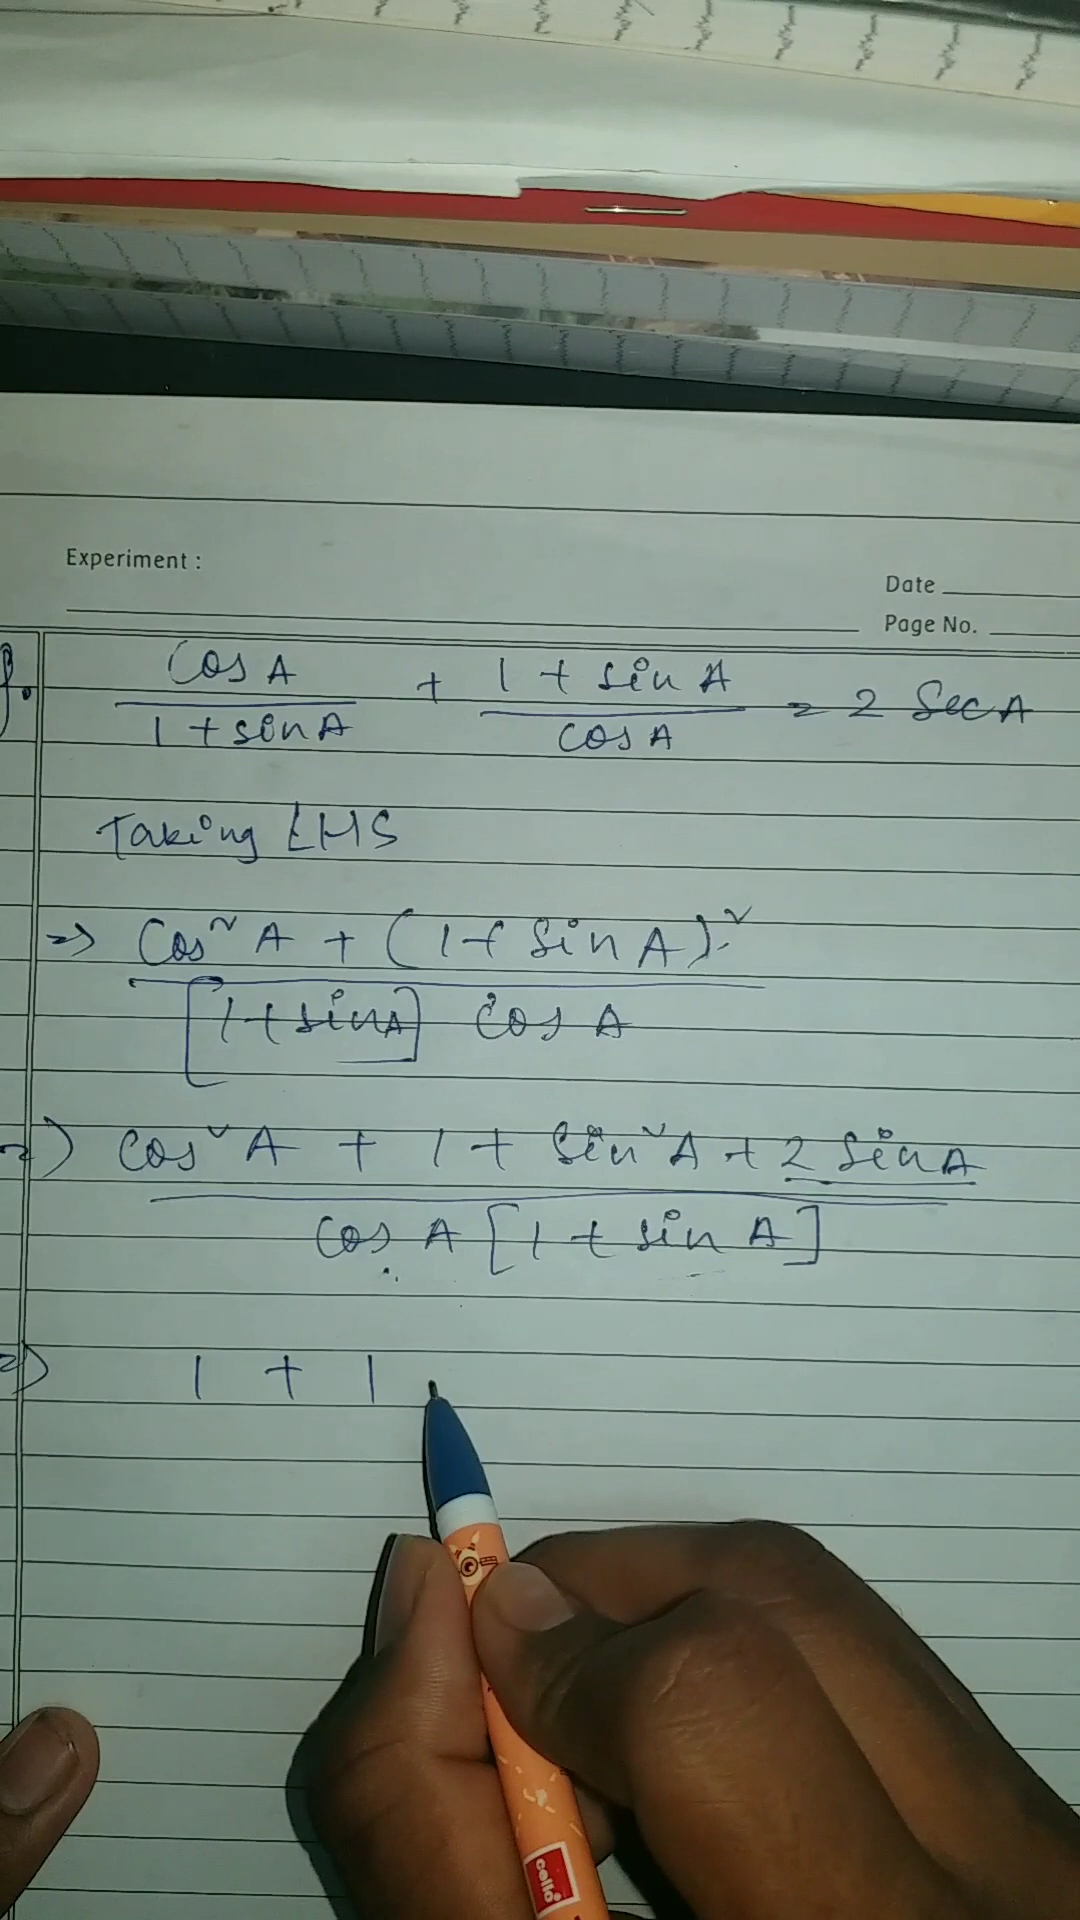 Experiment :
Date
Page No.
f. cos A / 1 + sin A + 1 + sin A / cos A = 2 Sec A
Taking LHS
=> cos² A + (1 + sin A)² / [1 + sin A] cos A
=> cos² A + 1 + sin² A + 2 sin A / cos A [1 + sin A]
=> 1 + 1
cello